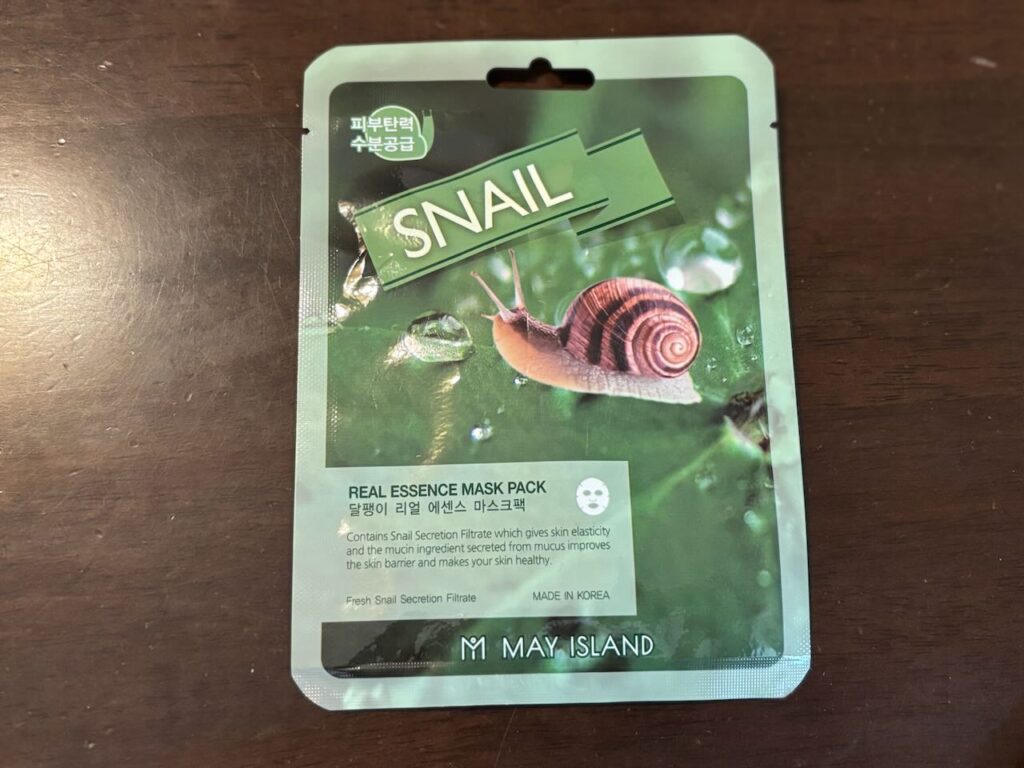 피부탄력
수분공급
SNAIL
REAL ESSENCE MASK PACK
달팽이 리얼 에센스 마스크팩
Contains Snail Secretion Filtrate which gives skin elasticity
and the mucin ingredient secreted from mucus improves
the skin barrier and makes your skin healthy.
Fresh Snail Secretion Filtrate MADE IN KOREA
MAY ISLAND